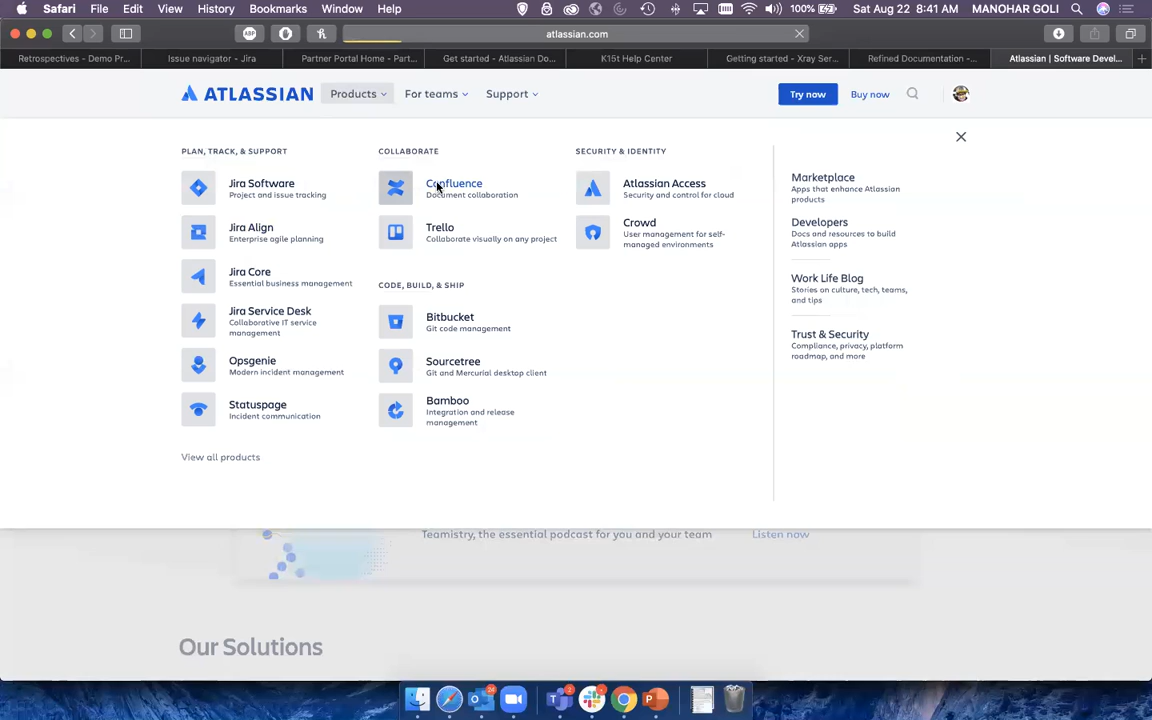 Safari File Edit View History Bookmarks Window Help 100% Sat Aug 22 8:41 AM MANOHAR GOLI
ABP atlassian.com
Retrospectives - Demo Pr... Issue navigator - Jira Partner Portal Home - Part... Get started - Atlassian Do... K15t Help Center Getting started - Xray Ser... Refined Documentation -... Atlassian | Software Devel...
ATLASSIAN Products For teams Support Try now Buy now
PLAN, TRACK, & SUPPORT
Jira Software
Project and issue tracking
Jira Align
Enterprise agile planning
Jira Core
Essential business management
Jira Service Desk
Collaborative IT service
management
Opsgenie
Modern incident management
Statuspage
Incident communication
View all products
COLLABORATE
Confluence
Document collaboration
Trello
Collaborate visually on any project
CODE, BUILD, & SHIP
Bitbucket
Git code management
Sourcetree
Git and Mercurial desktop client
Bamboo
Integration and release
management
SECURITY & IDENTITY
Atlassian Access
Security and control for cloud
Crowd
User management for self-
managed environments
Marketplace
Apps that enhance Atlassian
products
Developers
Docs and resources to build
Atlassian apps
Work Life Blog
Stories on culture, tech, teams,
and tips
Trust & Security
Compliance, privacy, platform
roadmap, and more
Teamistry, the essential podcast for you and your team Listen now
Our Solutions